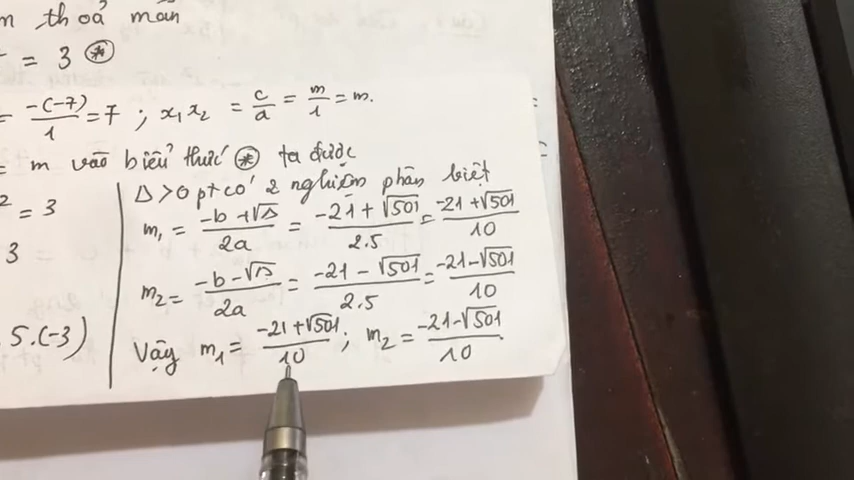 m thoả mãn
= 3 *
= -(-7)/1 = 7 ; x₁x₂ = c/a = m/1 = m.
= m vào biểu thức * ta được
² = 3
3
5.(-3)
Δ > 0 pt có 2 nghiệm phân biệt
m₁ = (-b + √Δ)/2a = (-21 + √501)/2.5 = (-21 + √501)/10
m₂ = (-b - √Δ)/2a = (-21 - √501)/2.5 = (-21 - √501)/10
Vậy m₁ = (-21 + √501)/10 ; m₂ = (-21 - √501)/10